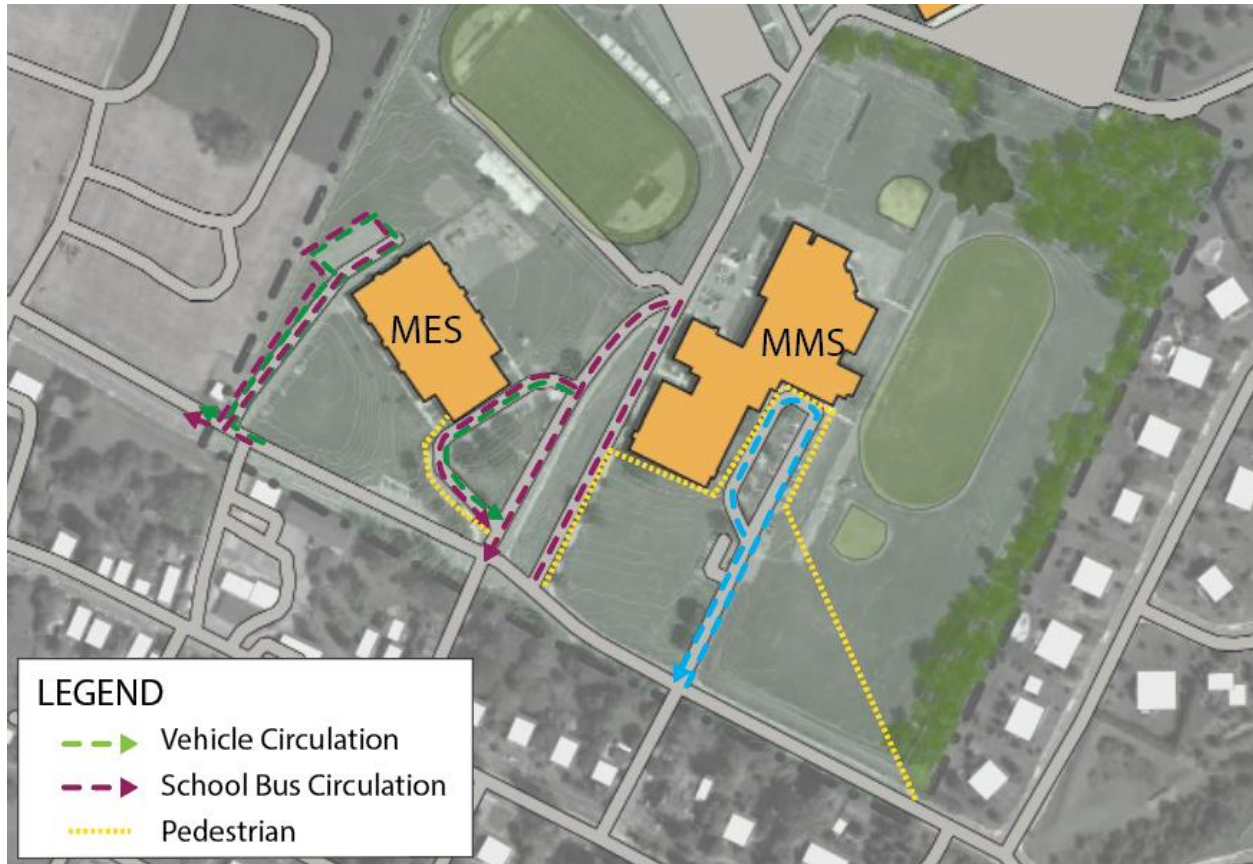 MES
MMS
LEGEND
Vehicle Circulation
School Bus Circulation
Pedestrian